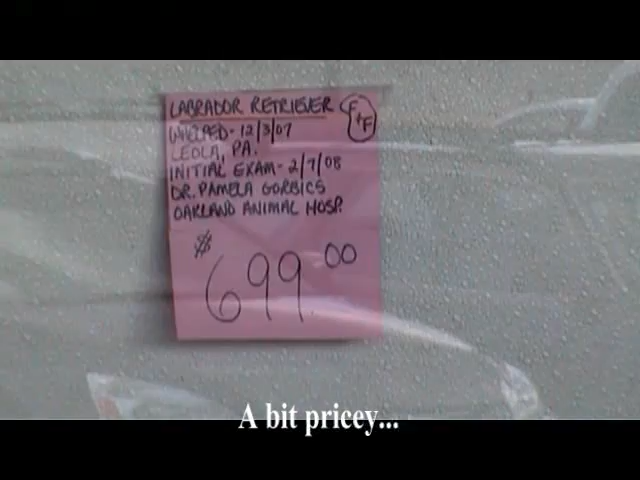 LABRADOR RETRIEVER
F+F
WHELPED - 12/3/07
LEOLA, PA.
INITIAL EXAM - 2/7/08
DR. PAMELA GORBICS
OAKLAND ANIMAL HOSP.
$699.00
A bit pricey...